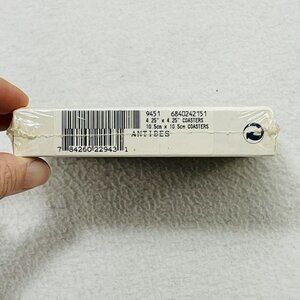 9451 6840242151
4 25" x 4 25" COASTERS
10.5cm x 10.5cm COASTERS
ANTIBES
7 84260 22943 1